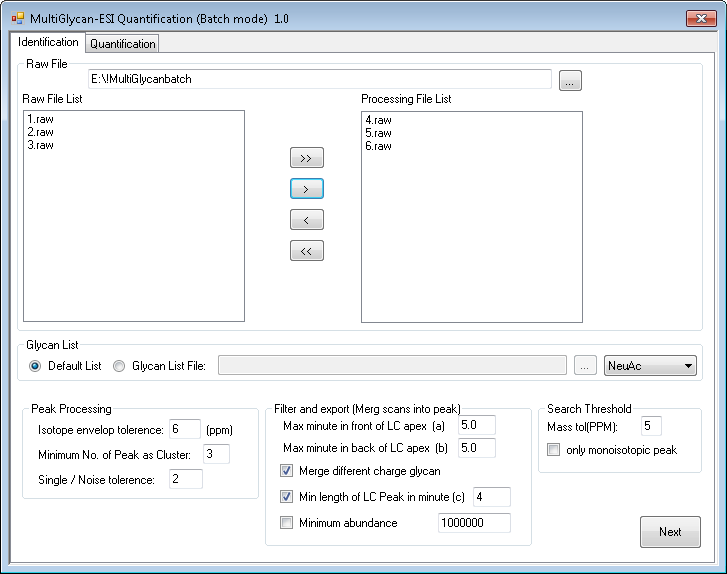 MultiGlycan-ESI Quantification (Batch mode) 1.0
Identification Quantification
Raw File
E:\!MultiGlycanbatch ...
Raw File List Processing File List
1.raw 4.raw
2.raw 5.raw
3.raw 6.raw
>>
>
<
<<
Glycan List
Default List Glycan List File: ... NeuAc
Peak Processing
Isotope envelop tolerence: 6 (ppm)
Minimum No. of Peak as Cluster: 3
Single / Noise tolerence: 2
Filter and export (Merg scans into peak)
Max minute in front of LC apex (a) 5.0
Max minute in back of LC apex (b) 5.0
Merge different charge glycan
Min length of LC Peak in minute (c) 4
Minimum abundance 1000000
Search Threshold
Mass tol(PPM): 5
only monoisotopic peak
Next